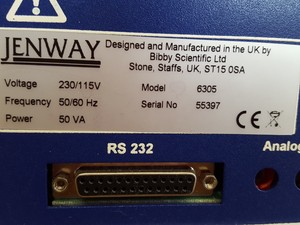 JENWAY
Designed and Manufactured in the UK by
Bibby Scientific Ltd
Stone, Staffs, UK, ST15 0SA
Voltage 230/115V Model 6305
Frequency 50/60 Hz Serial No 55397
Power 50 VA
CE
RS 232
Analog